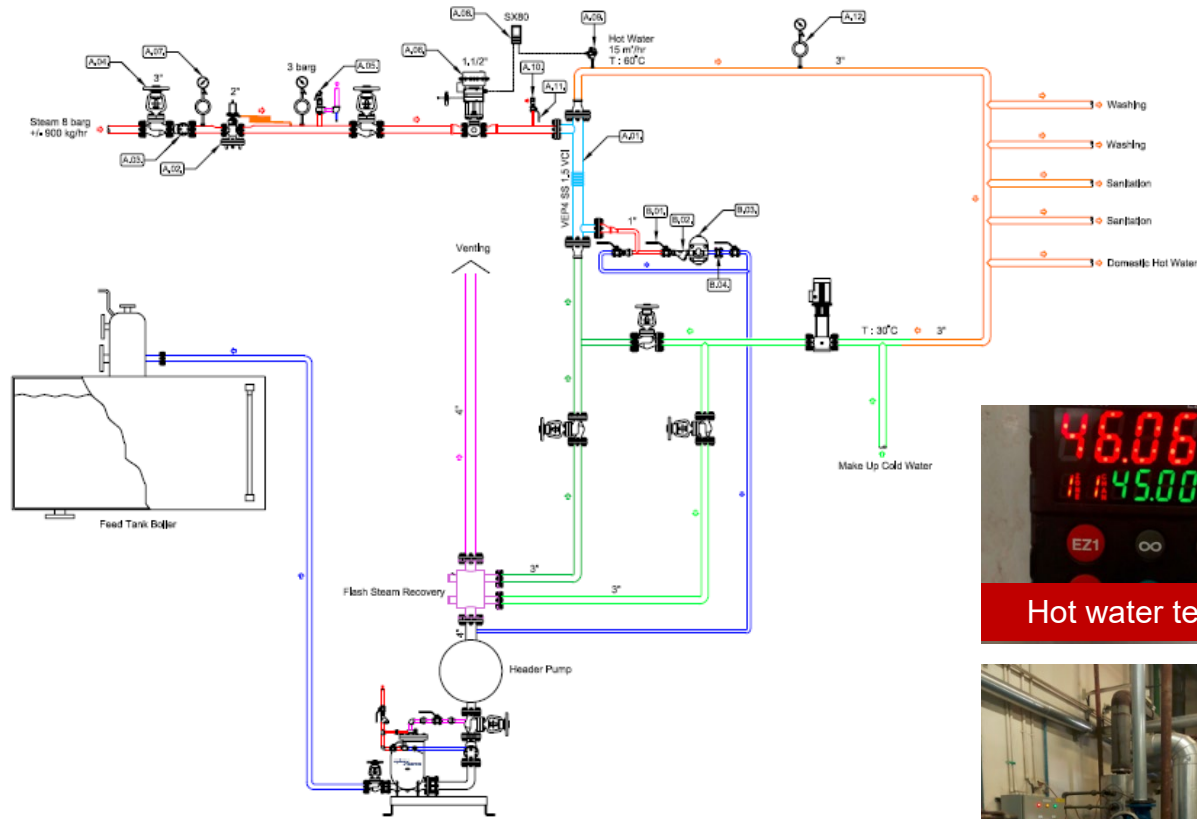 A.08.
SX80
A.09.
Hot Water
15 m³/hr
T : 60°C
A.12.
A.07.
A.04.
3"
3 barg
A.05.
A.06.
1.1/2"
3"
2"
A.10.
A.11.
Steam 8 barg
+/- 900 kg/hr
A.03.
A.02.
A.01.
VEP4 SS 1.5 VCI
Washing
Washing
Sanitation
Sanitation
Domestic Hot Water
1"
B.01.
B.02.
B.03.
B.04.
Venting
T : 30°C
3"
4"
Make Up Cold Water
Feed Tank Boiler
Flash Steam Recovery
3"
3"
4"
Header Pump
46.06
45.00
EZ1
∞
Hot water te